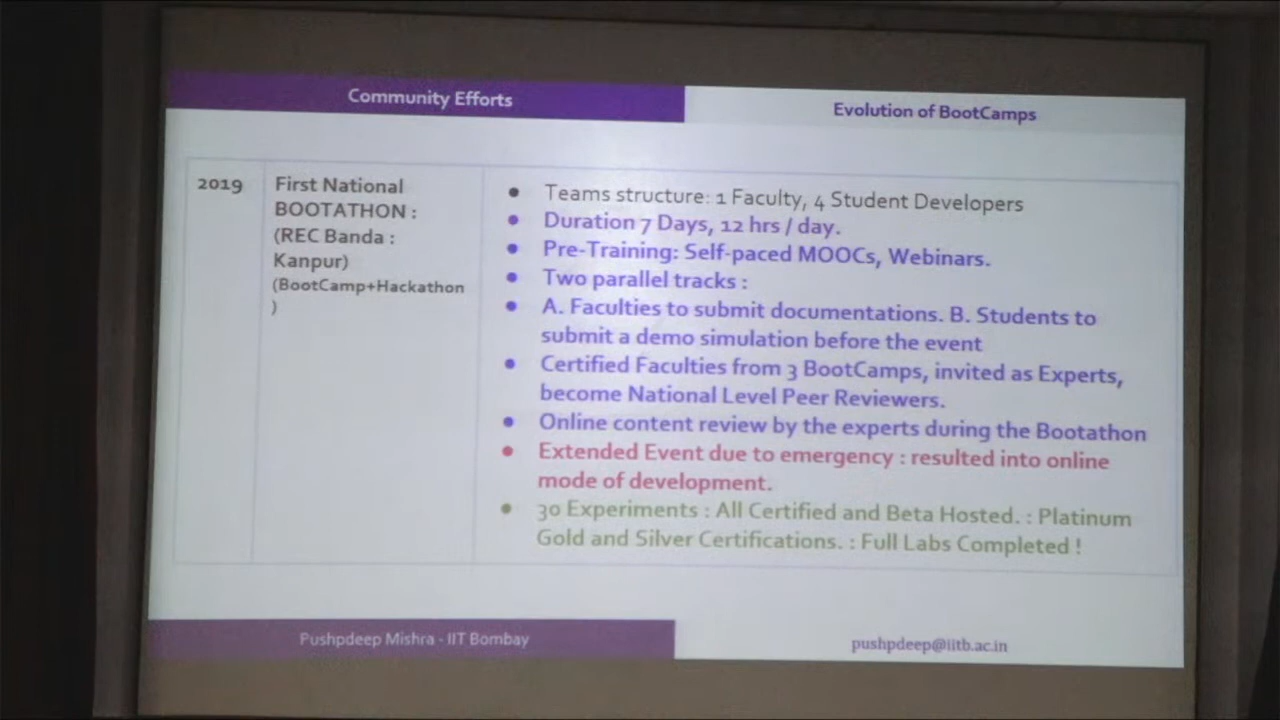 Community Efforts
Evolution of BootCamps
2019
First National
BOOTATHON :
(REC Banda :
Kanpur)
(BootCamp+Hackathon
)
• Teams structure: 1 Faculty, 4 Student Developers
• Duration 7 Days, 12 hrs / day.
• Pre-Training: Self-paced MOOCs, Webinars.
• Two parallel tracks :
• A. Faculties to submit documentations. B. Students to
submit a demo simulation before the event
• Certified Faculties from 3 BootCamps, invited as Experts,
become National Level Peer Reviewers.
• Online content review by the experts during the Bootathon
• Extended Event due to emergency : resulted into online
mode of development.
• 30 Experiments : All Certified and Beta Hosted. : Platinum
Gold and Silver Certifications. : Full Labs Completed !
Pushpdeep Mishra - IIT Bombay
pushpdeep@iitb.ac.in